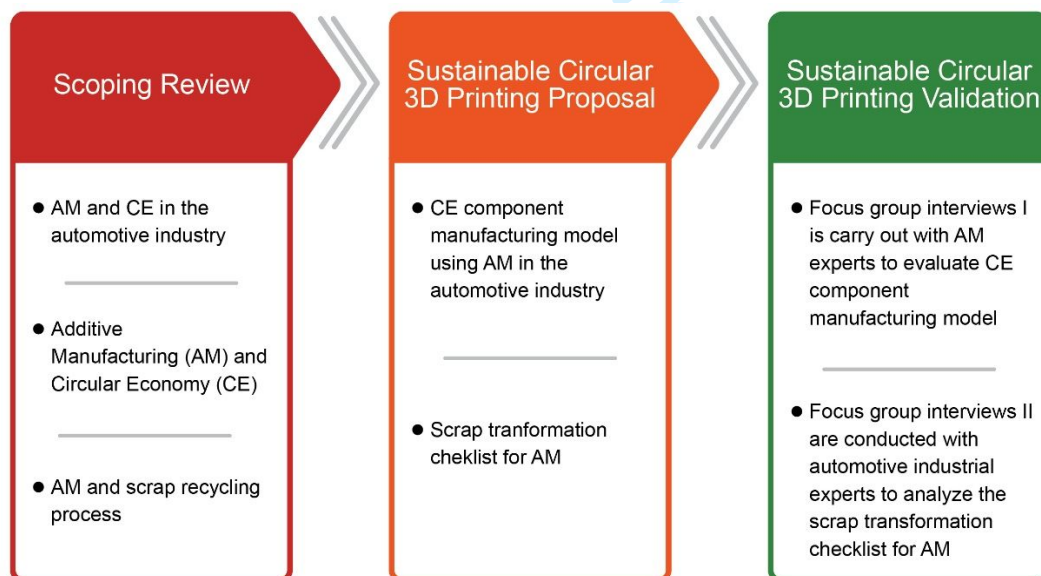 Scoping Review
● AM and CE in the
automotive industry
● Additive
Manufacturing (AM) and
Circular Economy (CE)
● AM and scrap recycling
process
Sustainable Circular
3D Printing Proposal
● CE component
manufacturing model
using AM in the
automotive industry
● Scrap tranformation
cheklist for AM
Sustainable Circular
3D Printing Validation
● Focus group interviews I
is carry out with AM
experts to evaluate CE
component
manufacturing model
● Focus group interviews II
are conducted with
automotive industrial
experts to analyze the
scrap transformation
checklist for AM